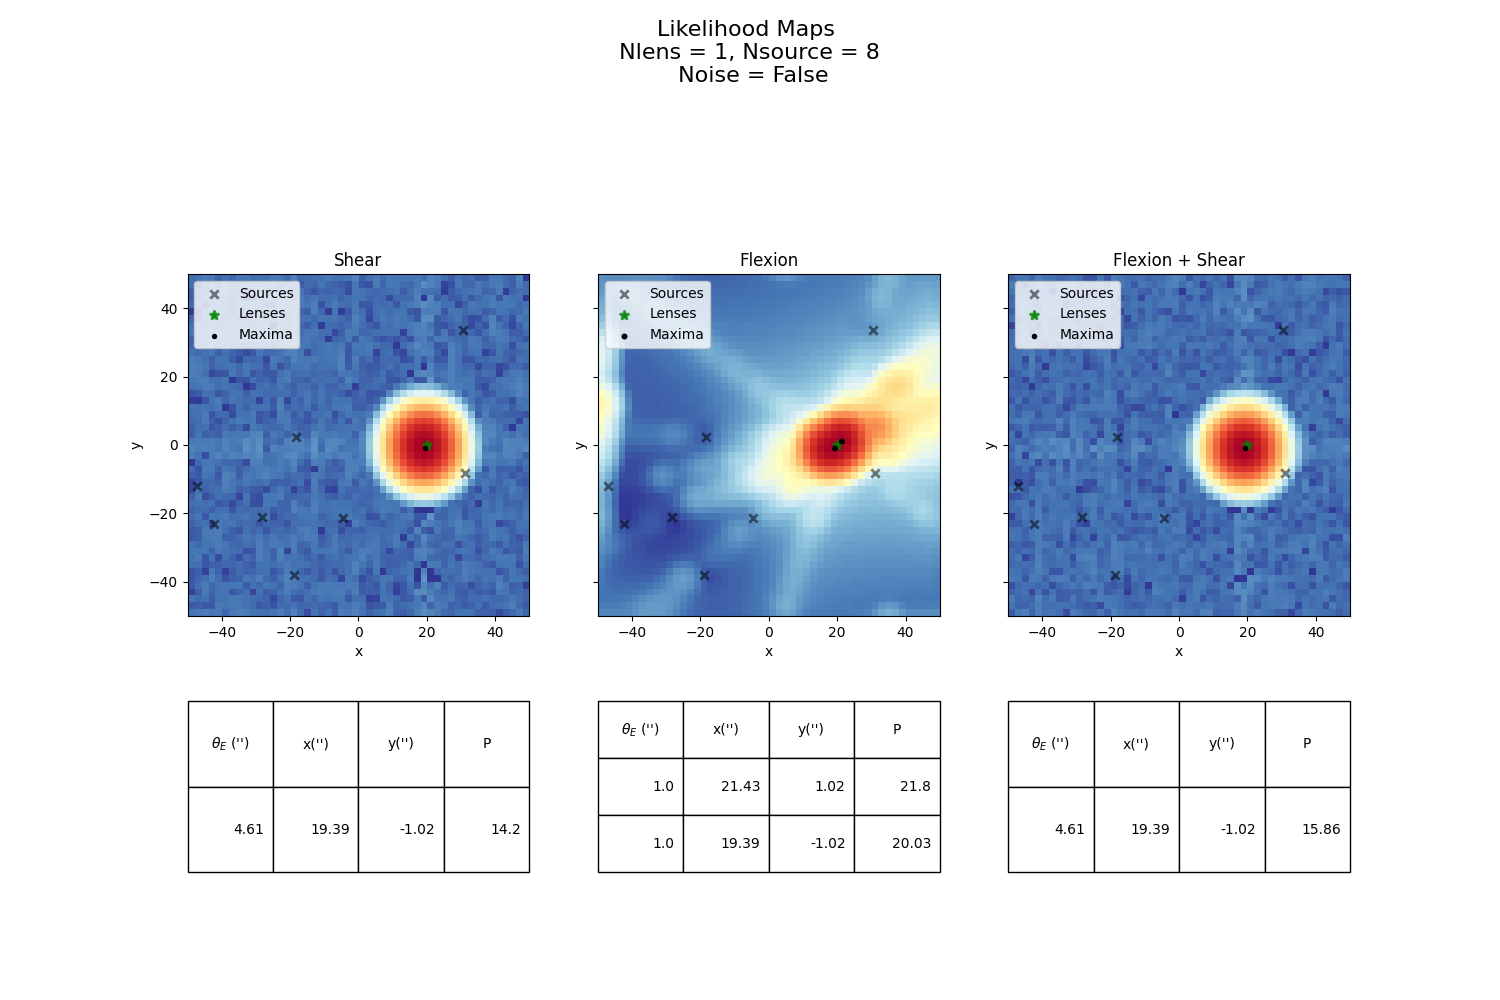 Likelihood Maps
Nlens = 1, Nsource = 8
Noise = False
Shear
Sources
Lenses
Maxima
40
20
0
−20
−40
y
−40 −20 0 20 40
x
Flexion
Sources
Lenses
Maxima
y
−40 −20 0 20 40
x
Flexion + Shear
Sources
Lenses
Maxima
y
−40 −20 0 20 40
x
θE ('') x('') y('') P
4.61 19.39 -1.02 14.2
θE ('') x('') y('') P
1.0 21.43 1.02 21.8
1.0 19.39 -1.02 20.03
θE ('') x('') y('') P
4.61 19.39 -1.02 15.86